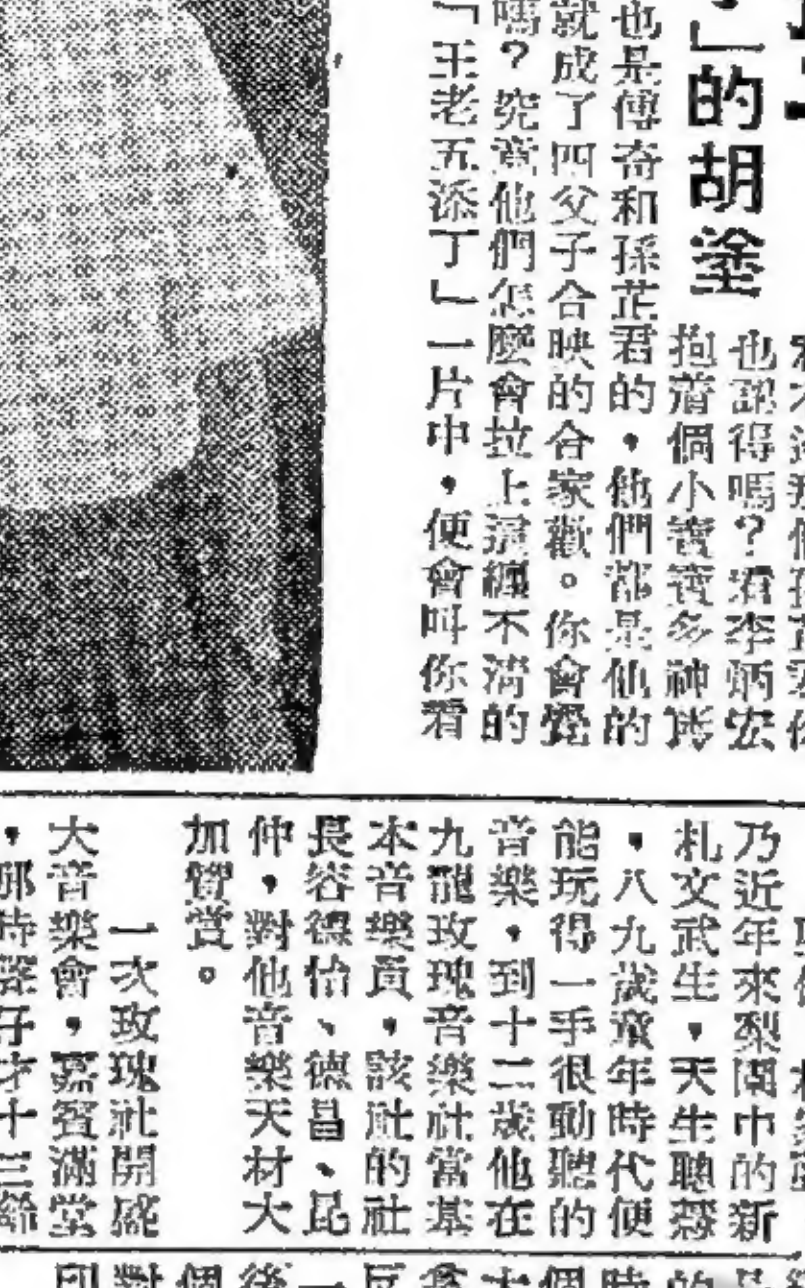 」的胡塗
也記得嗎？看李炳宏
抱着個小寶寶多神氣
也是傅奇和孫芷君的，他們都是他的
就成了四父子合映的合家歡。你會覺
嗎？究竟他們怎麼會拉上這纏不清的
「王老五添丁」一片中，便會叫你看
乃近年來梨園中的新
札文武生，天生聰慧
，八九歲童年時代便
能玩得一手很動聽的
音樂，到十二歲他在
九龍玫瑰音樂社當基
本音樂員，該社的社
長容德怡、德昌、昆
仲，對他音樂天材大
加贊賞。
一次玫瑰社開盛
大音樂會，嘉賓滿堂
，那時器仔才十三齡